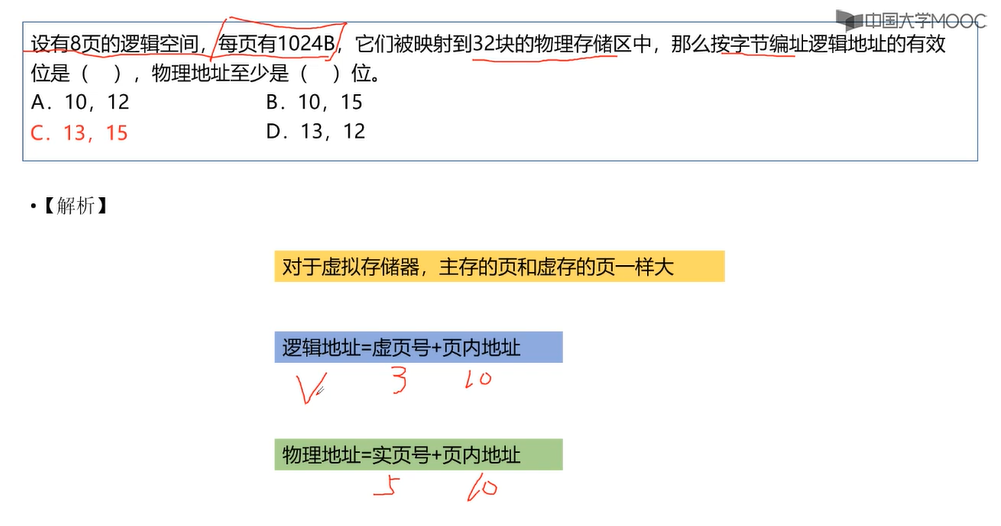 中国大学MOOC
设有8页的逻辑空间，每页有1024B，它们被映射到32块的物理存储区中，那么按字节编址逻辑地址的有效
位是（　），物理地址至少是（　）位。
A．10，12 B．10，15
C．13，15 D．13，12
•【解析】
对于虚拟存储器，主存的页和虚存的页一样大
逻辑地址=虚页号+页内地址
V 3 10
物理地址=实页号+页内地址
5 10